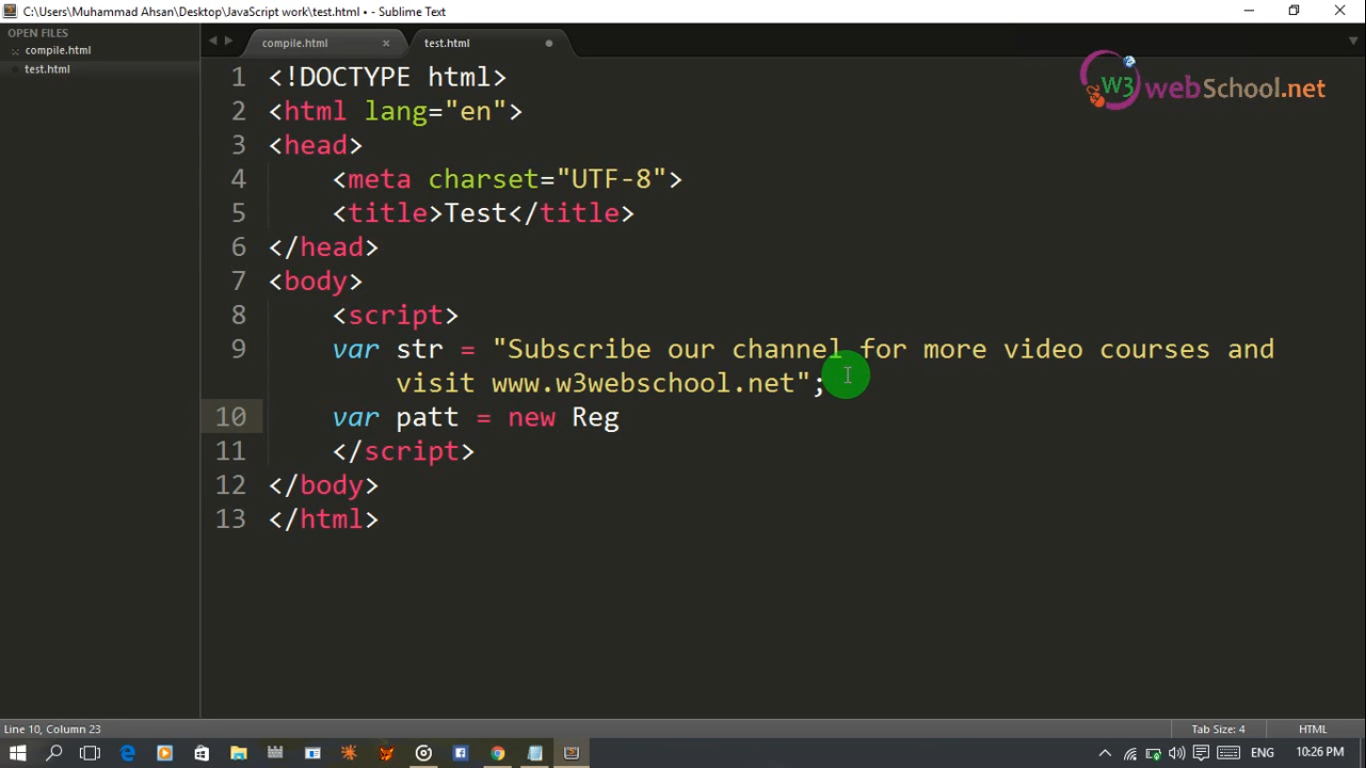 C:\Users\Muhammad Ahsan\Desktop\JavaScript work\test.html • - Sublime Text
OPEN FILES
compile.html
test.html
compile.html
test.html
W3 webSchool.net
1 <!DOCTYPE html>
2 <html lang="en">
3 <head>
4 <meta charset="UTF-8">
5 <title>Test</title>
6 </head>
7 <body>
8 <script>
9 var str = "Subscribe our channel for more video courses and
visit www.w3webschool.net";
10 var patt = new Reg
11 </script>
12 </body>
13 </html>
Line 10, Column 23
Tab Size: 4
HTML
ENG
10:26 PM